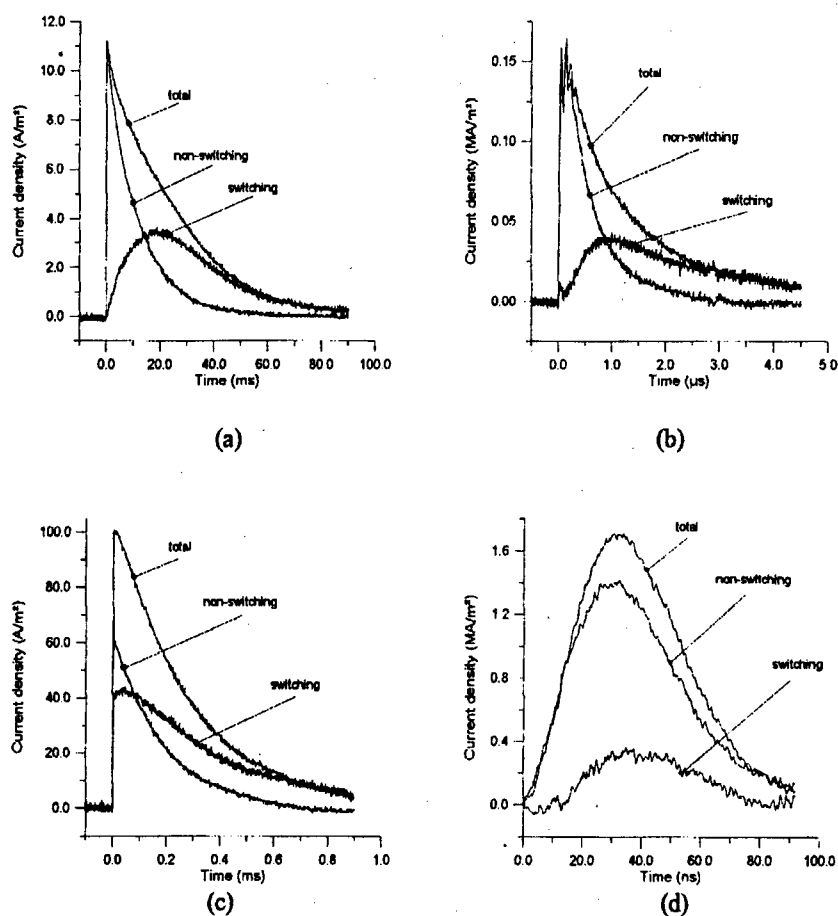 12.0
10.0
8.0
6.0
4.0
2.0
0.0
Current density (A/m²)
total
non-switching
switching
0.0 20.0 40.0 60.0 80.0 100.0
Time (ms)
(a)
0.15
0.10
0.05
0.00
Current density (MA/m²)
total
non-switching
switching
0.0 1.0 2.0 3.0 4.0 5.0
Time (µs)
(b)
100.0
80.0
60.0
40.0
20.0
0.0
Current density (A/m²)
total
non-switching
switching
0.0 0.2 0.4 0.6 0.8 1.0
Time (ms)
(c)
1.6
1.2
0.8
0.4
0.0
Current density (MA/m²)
total
non-switching
switching
0.0 20.0 40.0 60.0 80.0 100.0
Time (ns)
(d)